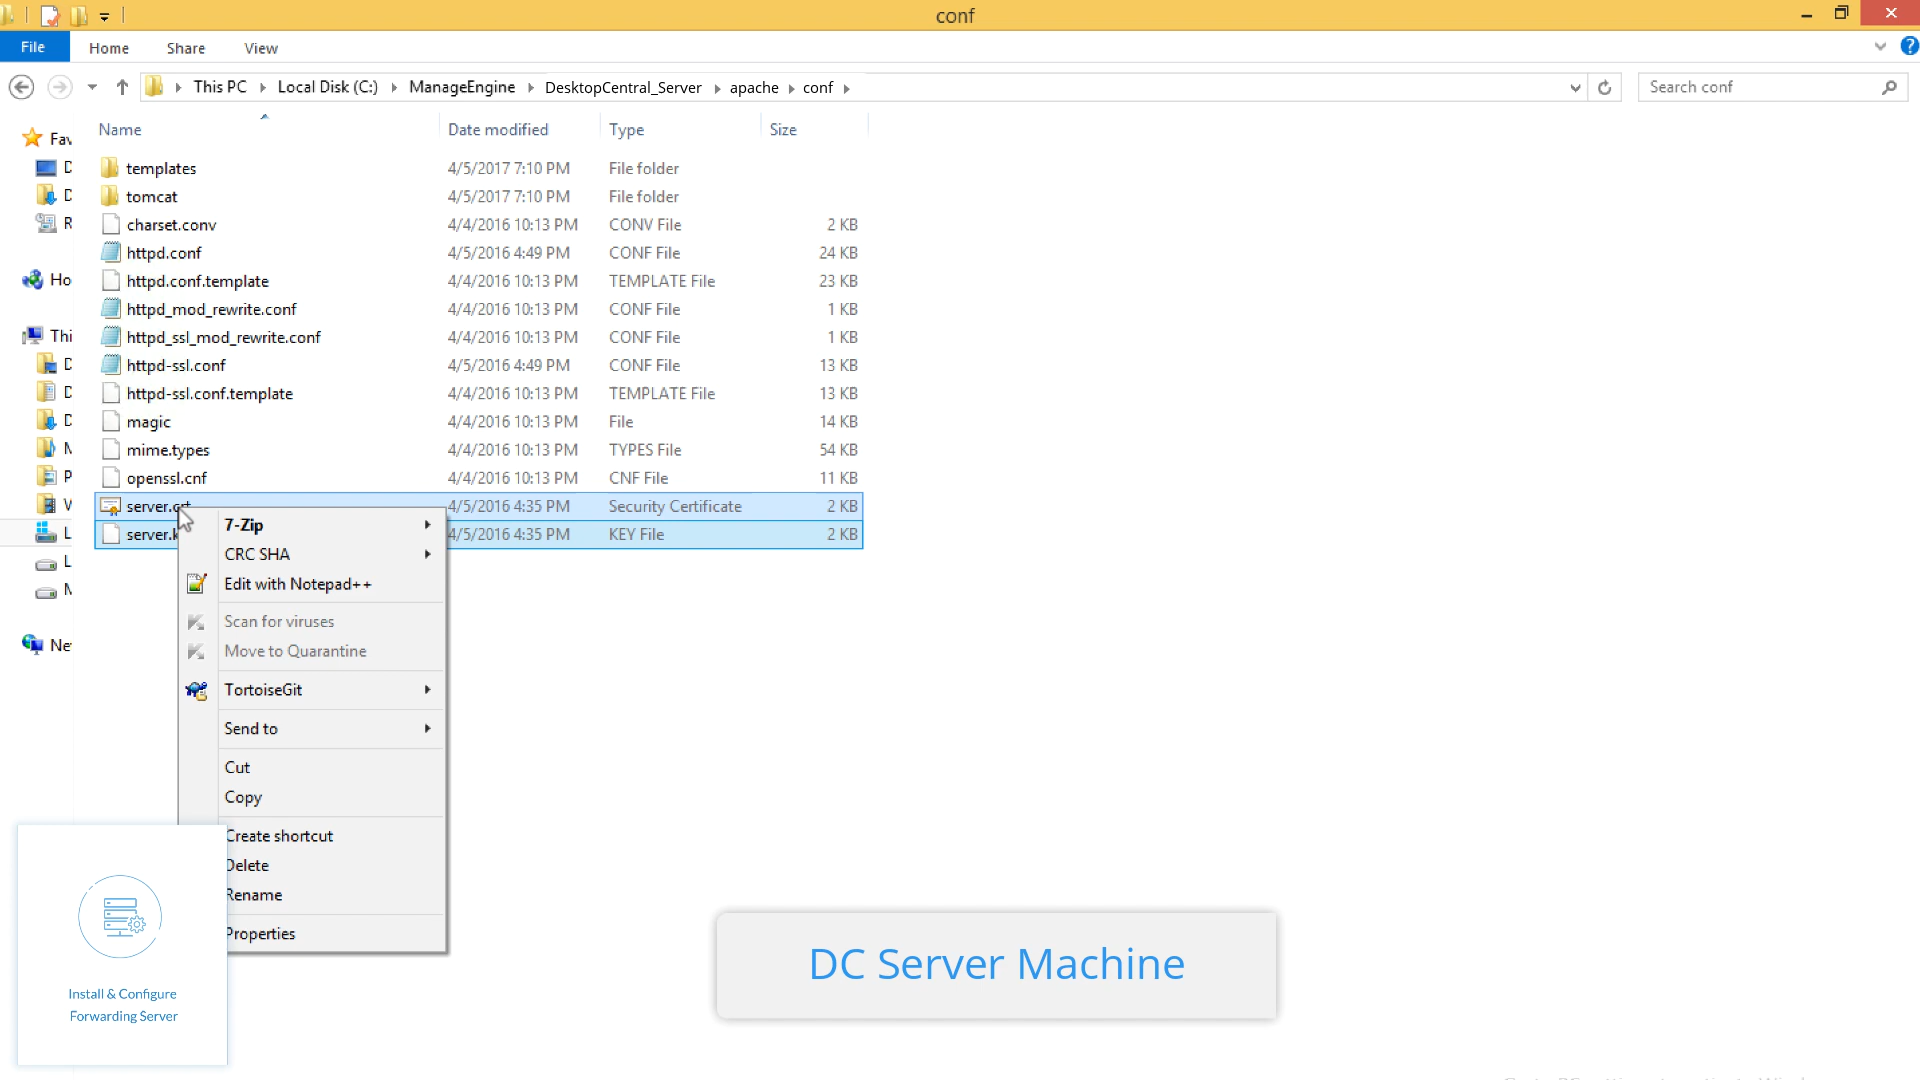 conf
File Home Share View
This PC Local Disk (C:) ManageEngine DesktopCentral_Server apache conf
Search conf
Name Date modified Type Size
templates 4/5/2017 7:10 PM File folder
tomcat 4/5/2017 7:10 PM File folder
charset.conv 4/4/2016 10:13 PM CONV File 2 KB
httpd.conf 4/5/2016 4:49 PM CONF File 24 KB
httpd.conf.template 4/4/2016 10:13 PM TEMPLATE File 23 KB
httpd_mod_rewrite.conf 4/4/2016 10:13 PM CONF File 1 KB
httpd_ssl_mod_rewrite.conf 4/4/2016 10:13 PM CONF File 1 KB
httpd-ssl.conf 4/5/2016 4:49 PM CONF File 13 KB
httpd-ssl.conf.template 4/4/2016 10:13 PM TEMPLATE File 13 KB
magic 4/4/2016 10:13 PM File 14 KB
mime.types 4/4/2016 10:13 PM TYPES File 54 KB
openssl.cnf 4/4/2016 10:13 PM CNF File 11 KB
server.crt 4/5/2016 4:35 PM Security Certificate 2 KB
server.k 4/5/2016 4:35 PM KEY File 2 KB
Fav
D
D
R
Ho
Thi
D
D
D
M
P
V
L
L
M
Ne
7-Zip
CRC SHA
Edit with Notepad++
Scan for viruses
Move to Quarantine
TortoiseGit
Send to
Cut
Copy
Create shortcut
Delete
Rename
Properties
Install & Configure
Forwarding Server
DC Server Machine